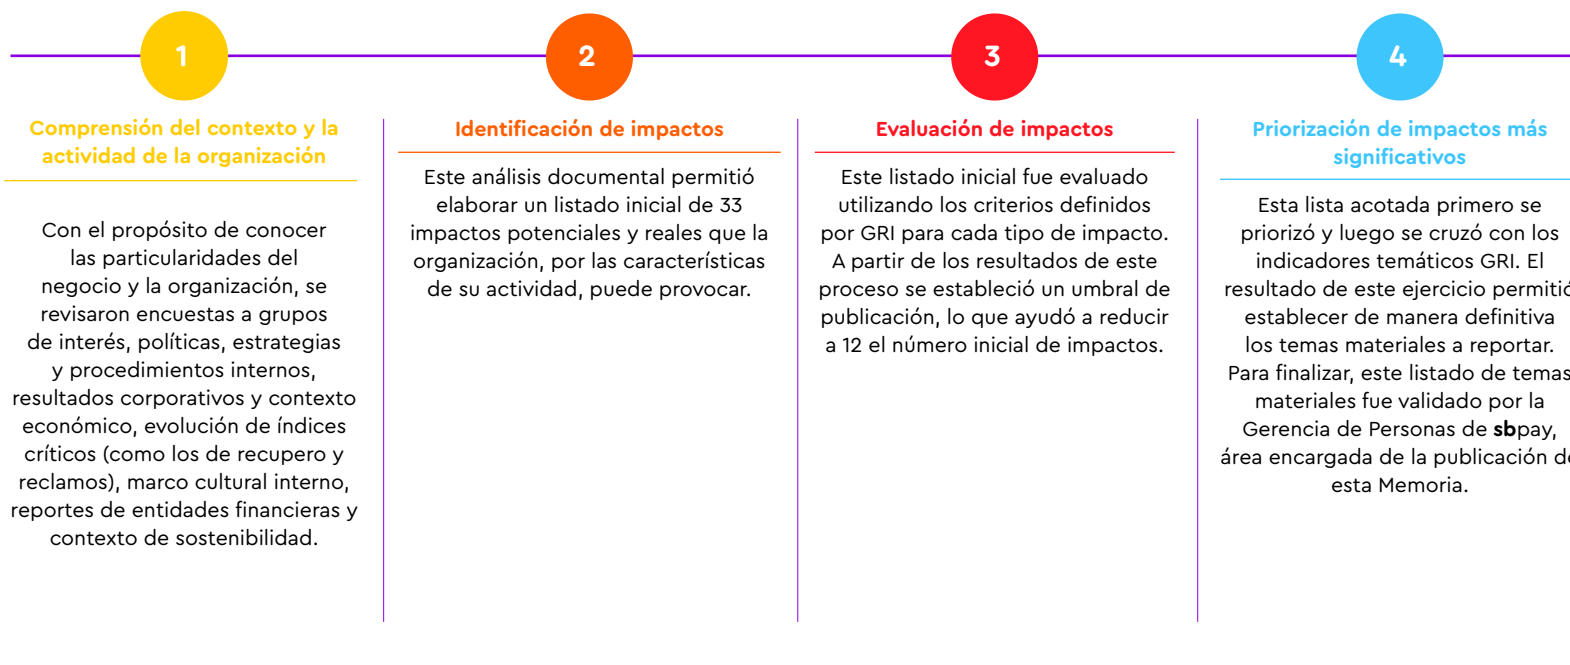 1
Comprensión del contexto y la
actividad de la organización
Con el propósito de conocer
las particularidades del
negocio y la organización, se
revisaron encuestas a grupos
de interés, políticas, estrategias
y procedimientos internos,
resultados corporativos y contexto
económico, evolución de índices
críticos (como los de recupero y
reclamos), marco cultural interno,
reportes de entidades financieras y
contexto de sostenibilidad.
2
Identificación de impactos
Este análisis documental permitió
elaborar un listado inicial de 33
impactos potenciales y reales que la
organización, por las características
de su actividad, puede provocar.
3
Evaluación de impactos
Este listado inicial fue evaluado
utilizando los criterios definidos
por GRI para cada tipo de impacto.
A partir de los resultados de este
proceso se estableció un umbral de
publicación, lo que ayudó a reducir
a 12 el número inicial de impactos.
4
Priorización de impactos más
significativos
Esta lista acotada primero se
priorizó y luego se cruzó con los
indicadores temáticos GRI. El
resultado de este ejercicio permitió
establecer de manera definitiva
los temas materiales a reportar.
Para finalizar, este listado de temas
materiales fue validado por la
Gerencia de Personas de sbpay,
área encargada de la publicación de
esta Memoria.